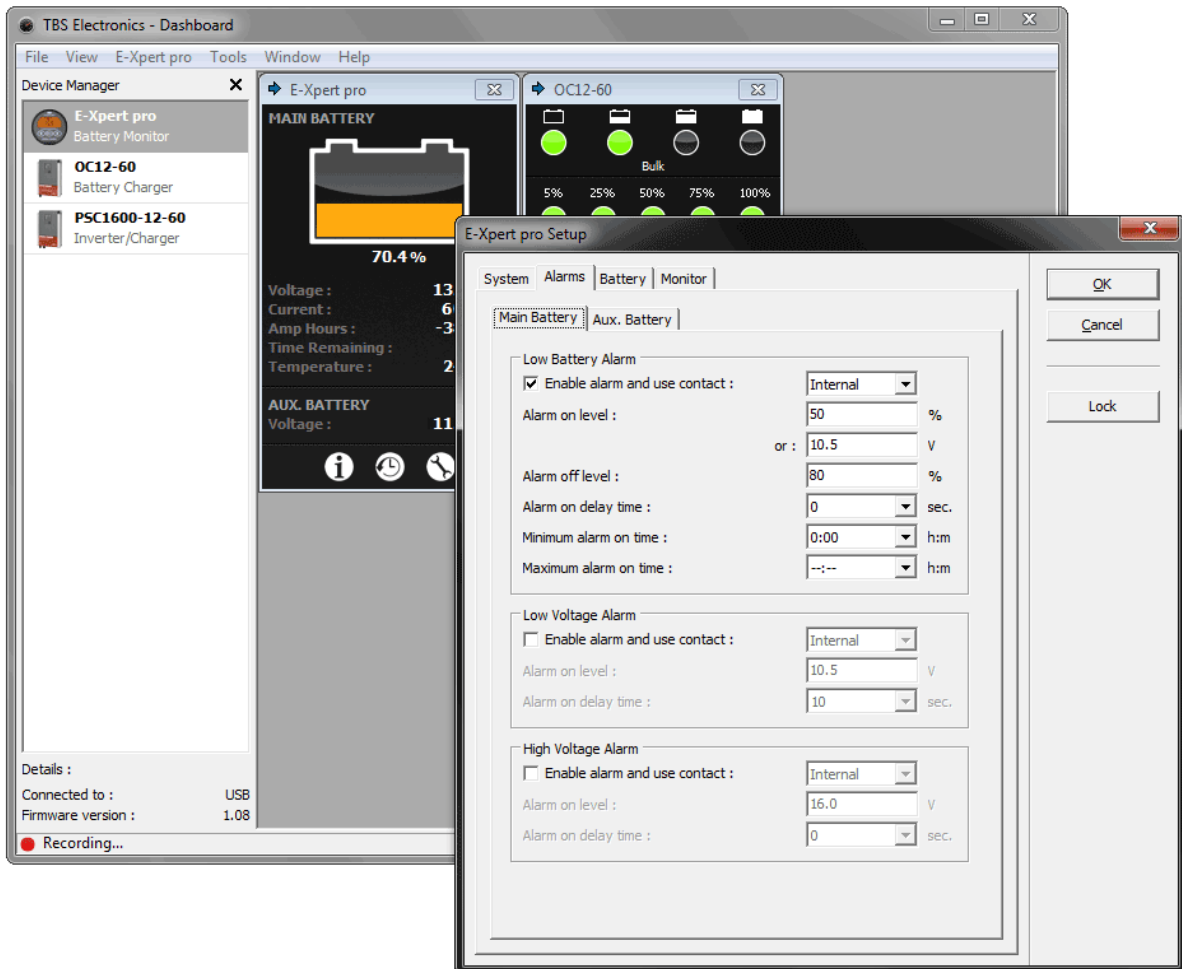 TBS Electronics - Dashboard
File View E-Xpert pro Tools Window Help
Device Manager
E-Xpert pro
Battery Monitor
OC12-60
Battery Charger
PSC1600-12-60
Inverter/Charger
Details :
Connected to : USB
Firmware version : 1.08
Recording...
E-Xpert pro
MAIN BATTERY
70.4%
Voltage : 13
Current :
Amp Hours : -3
Time Remaining :
Temperature : 2
AUX. BATTERY
Voltage : 11
OC12-60
Bulk
5% 25% 50% 75% 100%
E-Xpert pro Setup
System Alarms Battery Monitor
Main Battery Aux. Battery
Low Battery Alarm
Enable alarm and use contact : Internal
Alarm on level : 50 %
or : 10.5 V
Alarm off level : 80 %
Alarm on delay time : 0 sec.
Minimum alarm on time : 0:00 h:m
Maximum alarm on time : --:-- h:m
Low Voltage Alarm
Enable alarm and use contact : Internal
Alarm on level : 10.5 V
Alarm on delay time : 10 sec.
High Voltage Alarm
Enable alarm and use contact : Internal
Alarm on level : 16.0 V
Alarm on delay time : 0 sec.
OK
Cancel
Lock